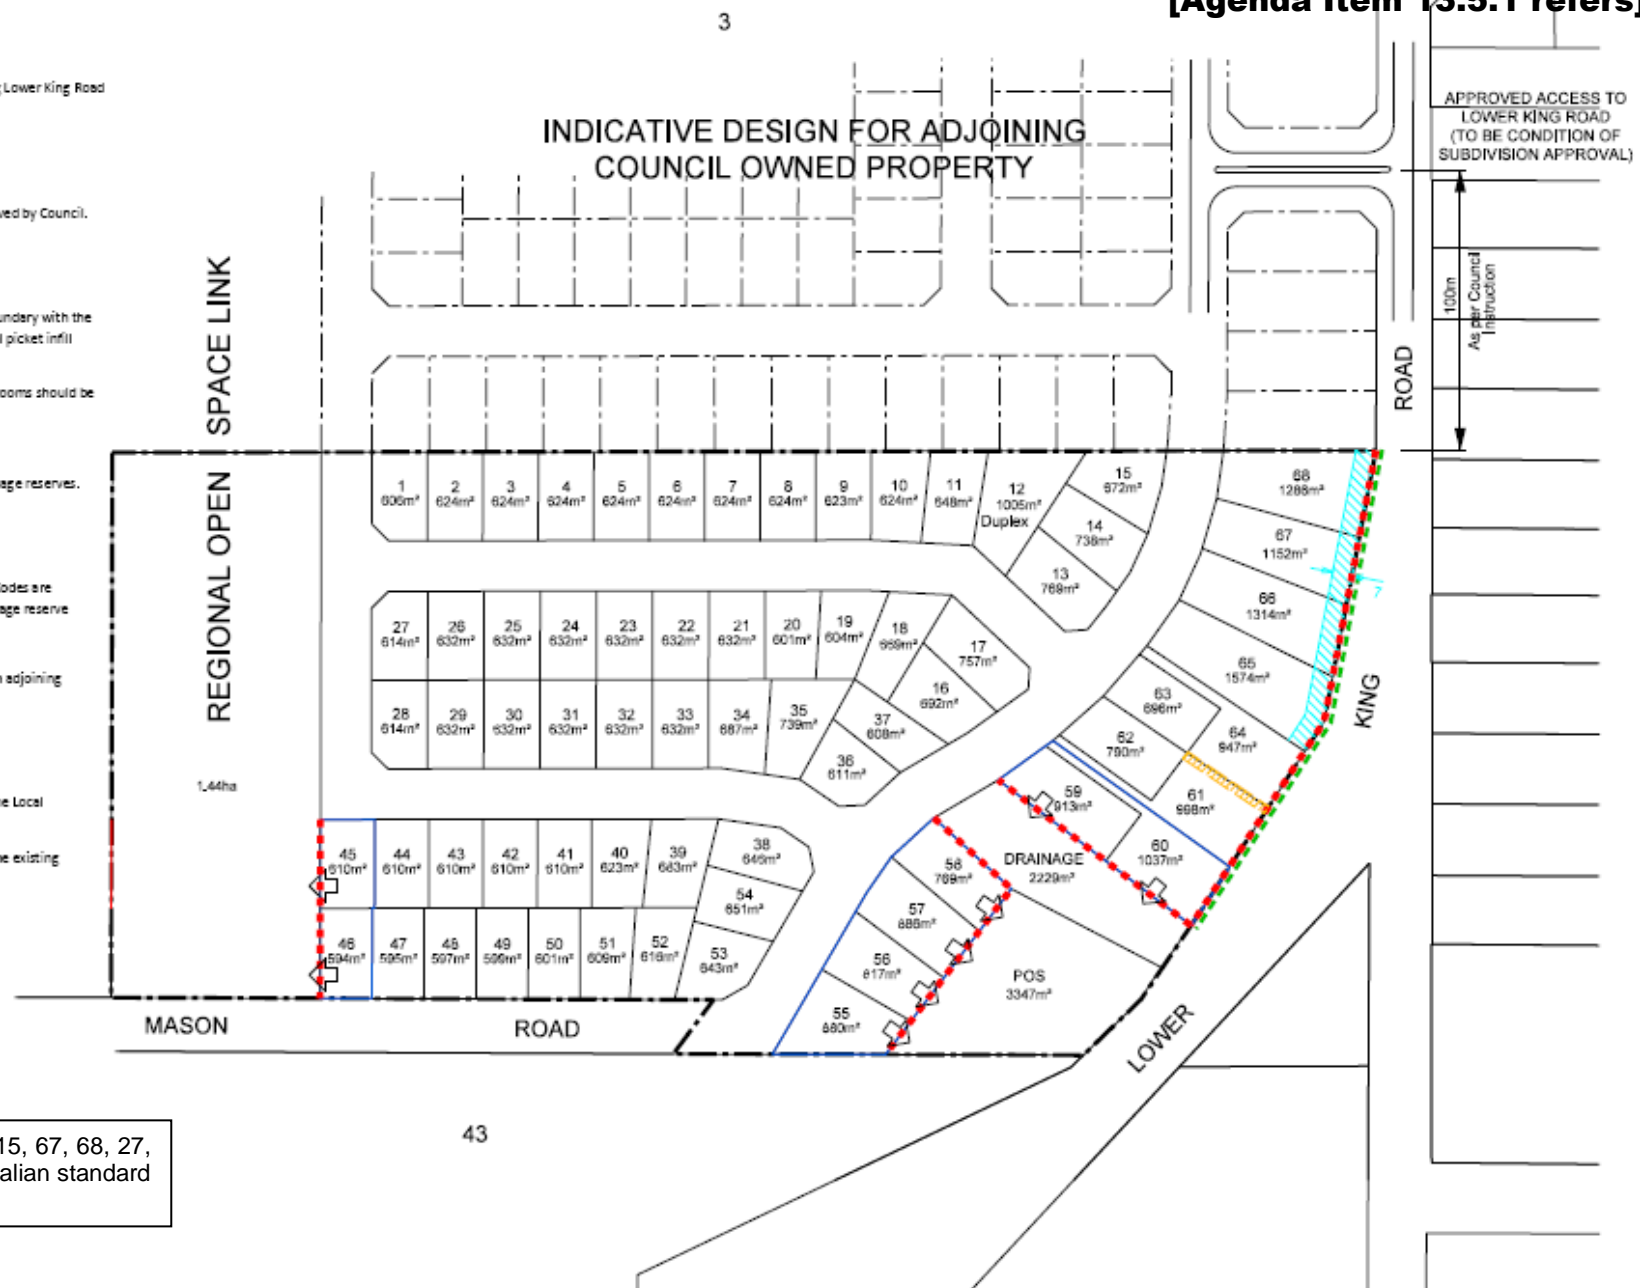 [Agenda Item 13.5.1 refers]
3
Lower King Road
APPROVED ACCESS TO
LOWER KING ROAD
(TO BE CONDITION OF
SUBDIVISION APPROVAL)
INDICATIVE DESIGN FOR ADJOINING
COUNCIL OWNED PROPERTY
ved by Council.
undary with the
picket infill
ooms should be
age reserves.
odes are
age reserve
adjoining
e Local
e existing
REGIONAL OPEN SPACE LINK
1.44ha
100m
As per Council
Instruction
ROAD
KING
LOWER
1
606m²
2
624m²
3
624m²
4
624m²
5
624m²
6
624m²
7
624m²
8
624m²
9
623m²
10
624m²
11
648m²
12
1005m²
Duplex
15
672m²
14
738m²
13
769m²
68
1286m²
67
1152m²
66
1314m²
65
1574m²
27
614m²
26
632m²
25
632m²
24
632m²
23
632m²
22
632m²
21
632m²
20
601m²
19
604m²
18
669m²
17
757m²
16
692m²
28
614m²
29
632m²
30
632m²
31
632m²
32
632m²
33
632m²
34
687m²
35
739m²
37
608m²
36
611m²
63
696m²
62
790m²
64
947m²
61
998m²
59
913m²
60
1037m²
45
610m²
44
610m²
43
610m²
42
610m²
41
610m²
40
623m²
39
683m²
38
646m²
54
651m²
53
643m²
46
594m²
47
595m²
48
597m²
49
599m²
50
601m²
51
609m²
52
616m²
DRAINAGE
2229m²
58
769m²
57
886m²
56
817m²
55
880m²
POS
3347m²
MASON
ROAD
43
15, 67, 68, 27,
alian standard